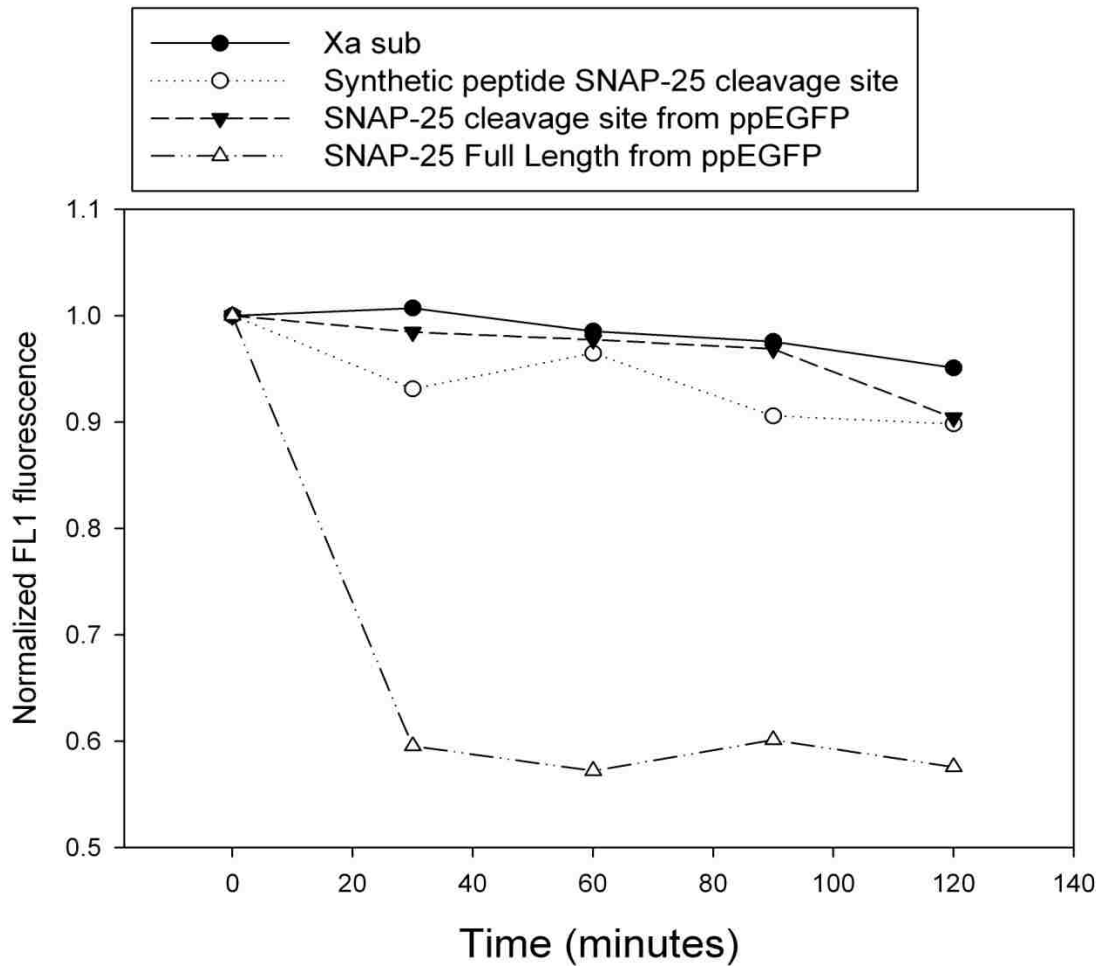 Xa sub
Synthetic peptide SNAP-25 cleavage site
SNAP-25 cleavage site from ppEGFP
SNAP-25 Full Length from ppEGFP
1.1
1.0
0.9
0.8
0.7
0.6
0.5
Normalized FL1 fluorescence
0 20 40 60 80 100 120 140
Time (minutes)